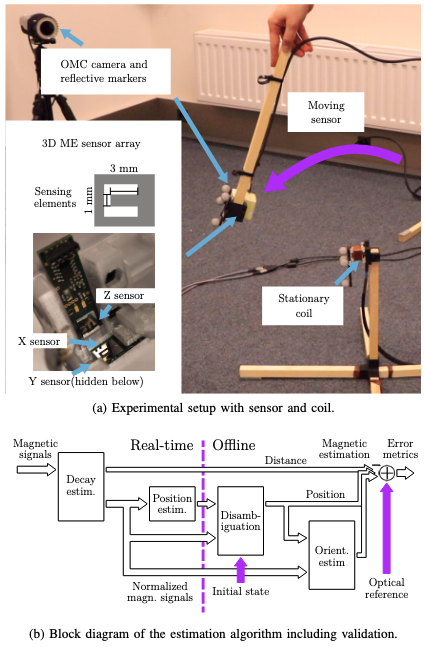 OMC camera and
reflective markers
Moving
sensor
3D ME sensor array
3 mm
Sensing
elements
1 mm
Z sensor
X sensor
Y sensor(hidden below)
Stationary
coil
(a) Experimental setup with sensor and coil.
Magnetic
signals
Real-time
Offline
Magnetic
estimation
Error
metrics
Decay
estim.
Distance
Position
estim.
Disamb-
iguation
Position
Orient.
estim
Normalized
magn. signals
Initial state
Optical
reference
(b) Block diagram of the estimation algorithm including validation.